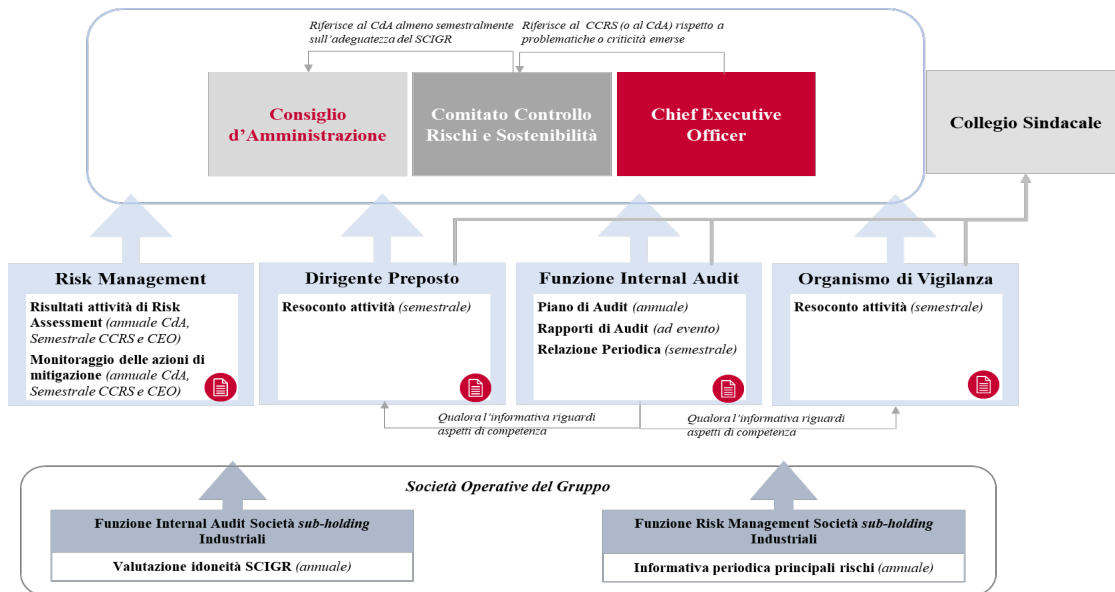 Riferisce al CdA almeno semestralmente
sull'adeguatezza del SCIGR
Riferisce al CCRS (o al CdA) rispetto a
problematiche o criticità emerse
Consiglio
d'Amministrazione
Comitato Controllo
Rischi e Sostenibilità
Chief Executive
Officer
Collegio Sindacale
Risk Management
Risultati attività di Risk
Assessment (annuale CdA,
Semestrale CCRS e CEO)
Monitoraggio delle azioni di
mitigazione (annuale CdA,
Semestrale CCRS e CEO)
Dirigente Preposto
Resoconto attività (semestrale)
Funzione Internal Audit
Piano di Audit (annuale)
Rapporti di Audit (ad evento)
Relazione Periodica (semestrale)
Organismo di Vigilanza
Resoconto attività (semestrale)
Qualora l'informativa riguardi
aspetti di competenza
Qualora l'informativa riguardi
aspetti di competenza
Società Operative del Gruppo
Funzione Internal Audit Società sub-holding
Industriali
Valutazione idoneità SCIGR (annuale)
Funzione Risk Management Società sub-holding
Industriali
Informativa periodica principali rischi (annuale)